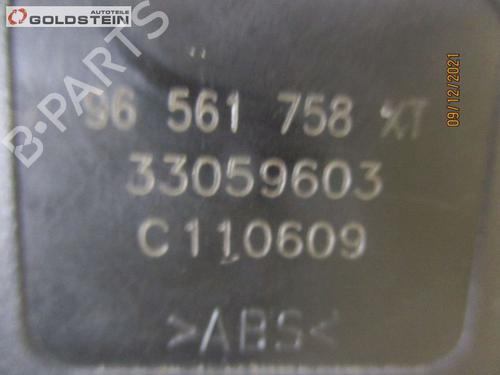 AUTOTEILE
GOLDSTEIN
B-PARTS
09/12/2021
96 561 758 XT
33059603
C110609
>ABS<